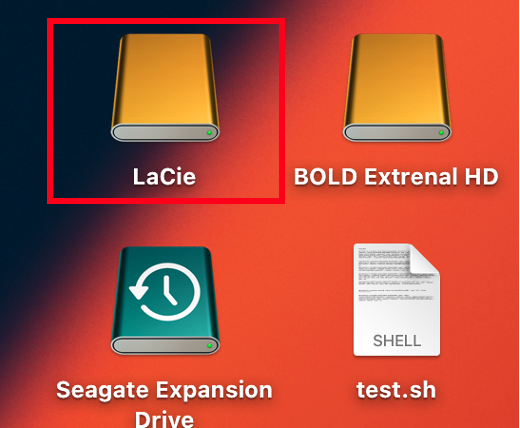 LaCie
BOLD Extrenal HD
SHELL
Seagate Expansion
Drive
test.sh